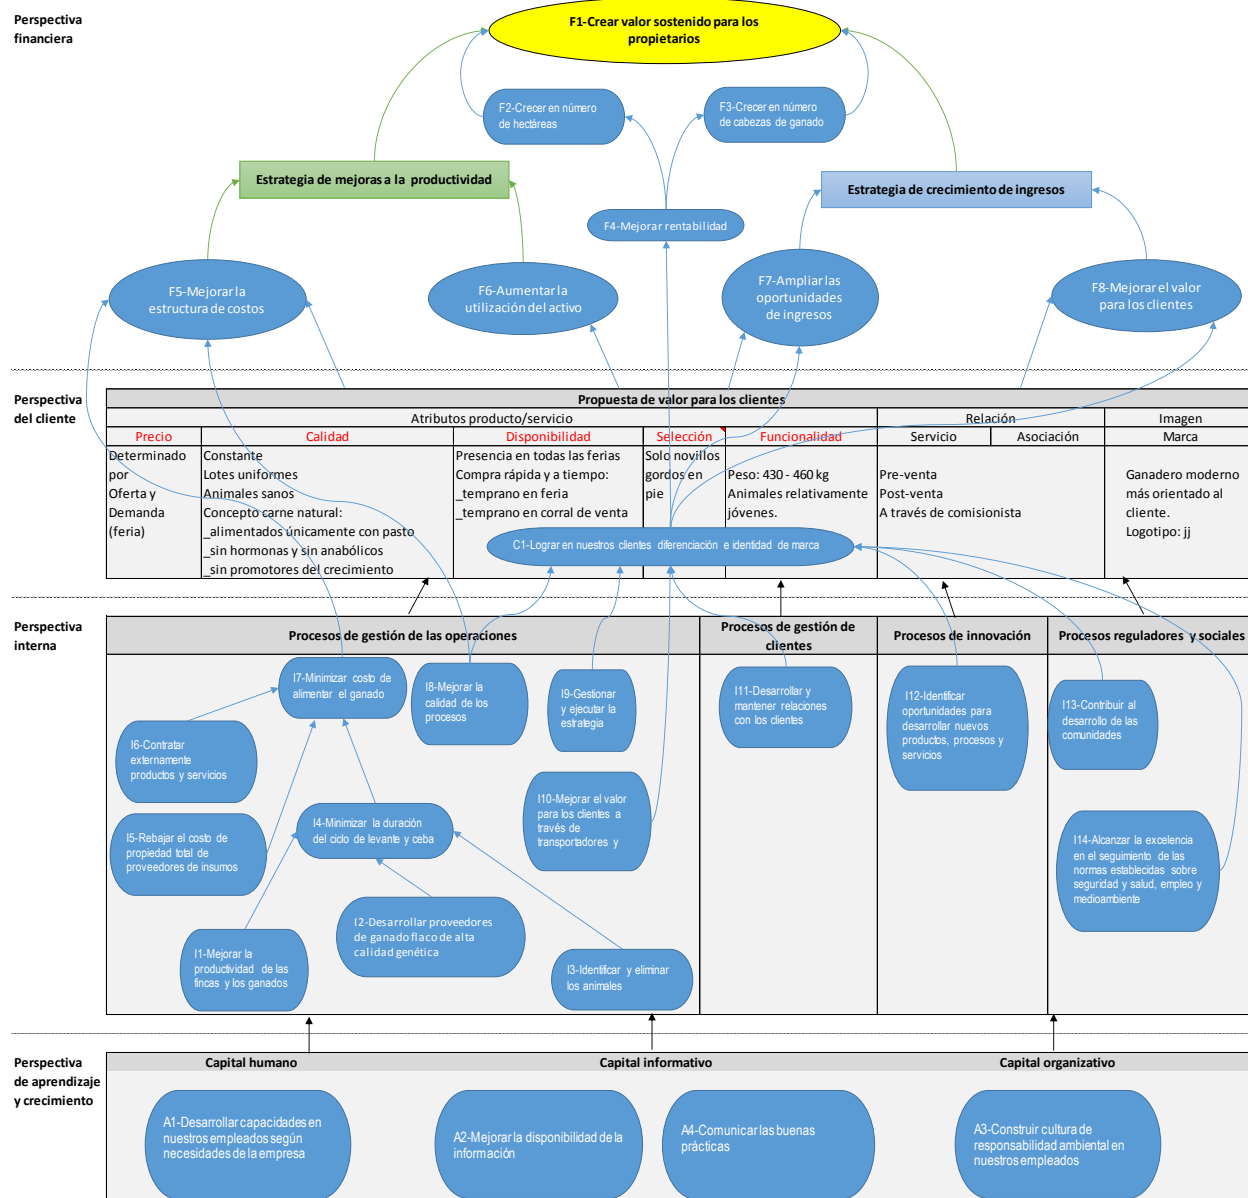 Perspectiva
financiera
F1-Crear valor sostenido para los
propietarios
F2-Crecer en número
de hectáreas
F3-Crecer en número
de cabezas de ganado
Estrategia de mejoras a la productividad
Estrategia de crecimiento de ingresos
F4-Mejorar rentabilidad
F5-Mejorar la
estructura de costos
F6-Aumentar la
utilización del activo
F7-Ampliar las
oportunidades
de ingresos
F8-Mejorar el valor
para los clientes
Perspectiva
del cliente
Propuesta de valor para los clientes
Atributos producto/servicio
Relación
Imagen
Precio
Calidad
Disponibilidad
Selección
Funcionalidad
Servicio
Asociación
Marca
Determinado
por
Oferta y
Demanda
(feria)
Constante
Lotes uniformes
Animales sanos
Concepto carne natural:
_alimentados únicamente con pasto
_sin hormonas y sin anabólicos
_sin promotores del crecimiento
Presencia en todas las ferias
Compra rápida y a tiempo:
_temprano en feria
_temprano en corral de venta
Solo novillos
gordos en
pie
Peso: 430 - 460 kg
Animales relativamente
jóvenes.
Pre-venta
Post-venta
A través de comisionista
Ganadero moderno
más orientado al
cliente.
Logotipo: jj
C1-Lograr en nuestros clientes diferenciación e identidad de marca
Perspectiva
interna
Procesos de gestión de las operaciones
Procesos de gestión de
clientes
Procesos de innovación
Procesos reguladores y sociales
I7-Minimizar costo de
alimentar el ganado
I8-Mejorar la
calidad de los
procesos
I9-Gestionar
y ejecutar la
estrategia
I11-Desarrollar y
mantener relaciones
con los clientes
I12-Identificar
oportunidades para
desarrollar nuevos
productos, procesos y
servicios
I13-Contribuir al
desarrollo de las
comunidades
I6-Contratar
externamente
productos y servicios
I10-Mejorar el valor
para los clientes a
través de
transportadores y
I4-Minimizar la duración
del ciclo de levante y ceba
I5-Rebajar el costo de
propiedad total de
proveedores de insumos
I14-Alcanzar la excelencia
en el seguimiento de las
normas establecidas sobre
seguridad y salud, empleo y
medioambiente
I2-Desarrollar proveedores
de ganado flaco de alta
calidad genética
I1-Mejorar la
productividad de las
fincas y los ganados
I3-Identificar y eliminar
los animales
Perspectiva
de aprendizaje
y crecimiento
Capital humano
Capital informativo
Capital organizativo
A1-Desarrollar capacidades en
nuestros empleados según
necesidades de la empresa
A2-Mejorar la disponibilidad de la
información
A4-Comunicar las buenas
prácticas
A3-Construir cultura de
responsabilidad ambiental en
nuestros empleados